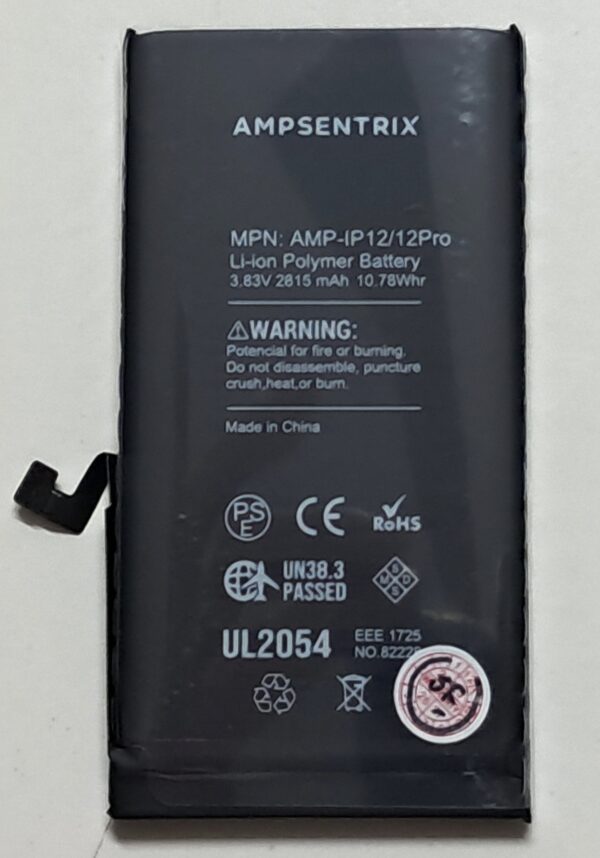 AMPSENTRIX
MPN: AMP-IP12/12Pro
Li-ion Polymer Battery
3.83V 2815 mAh 10.78Whr
WARNING:
Potencial for fire or burning.
Do not disassemble, puncture
crush,heat,or burn.
Made in China
PSE CE RoHS
UN38.3
PASSED
MSDS
UL2054
EEE 1725
NO.